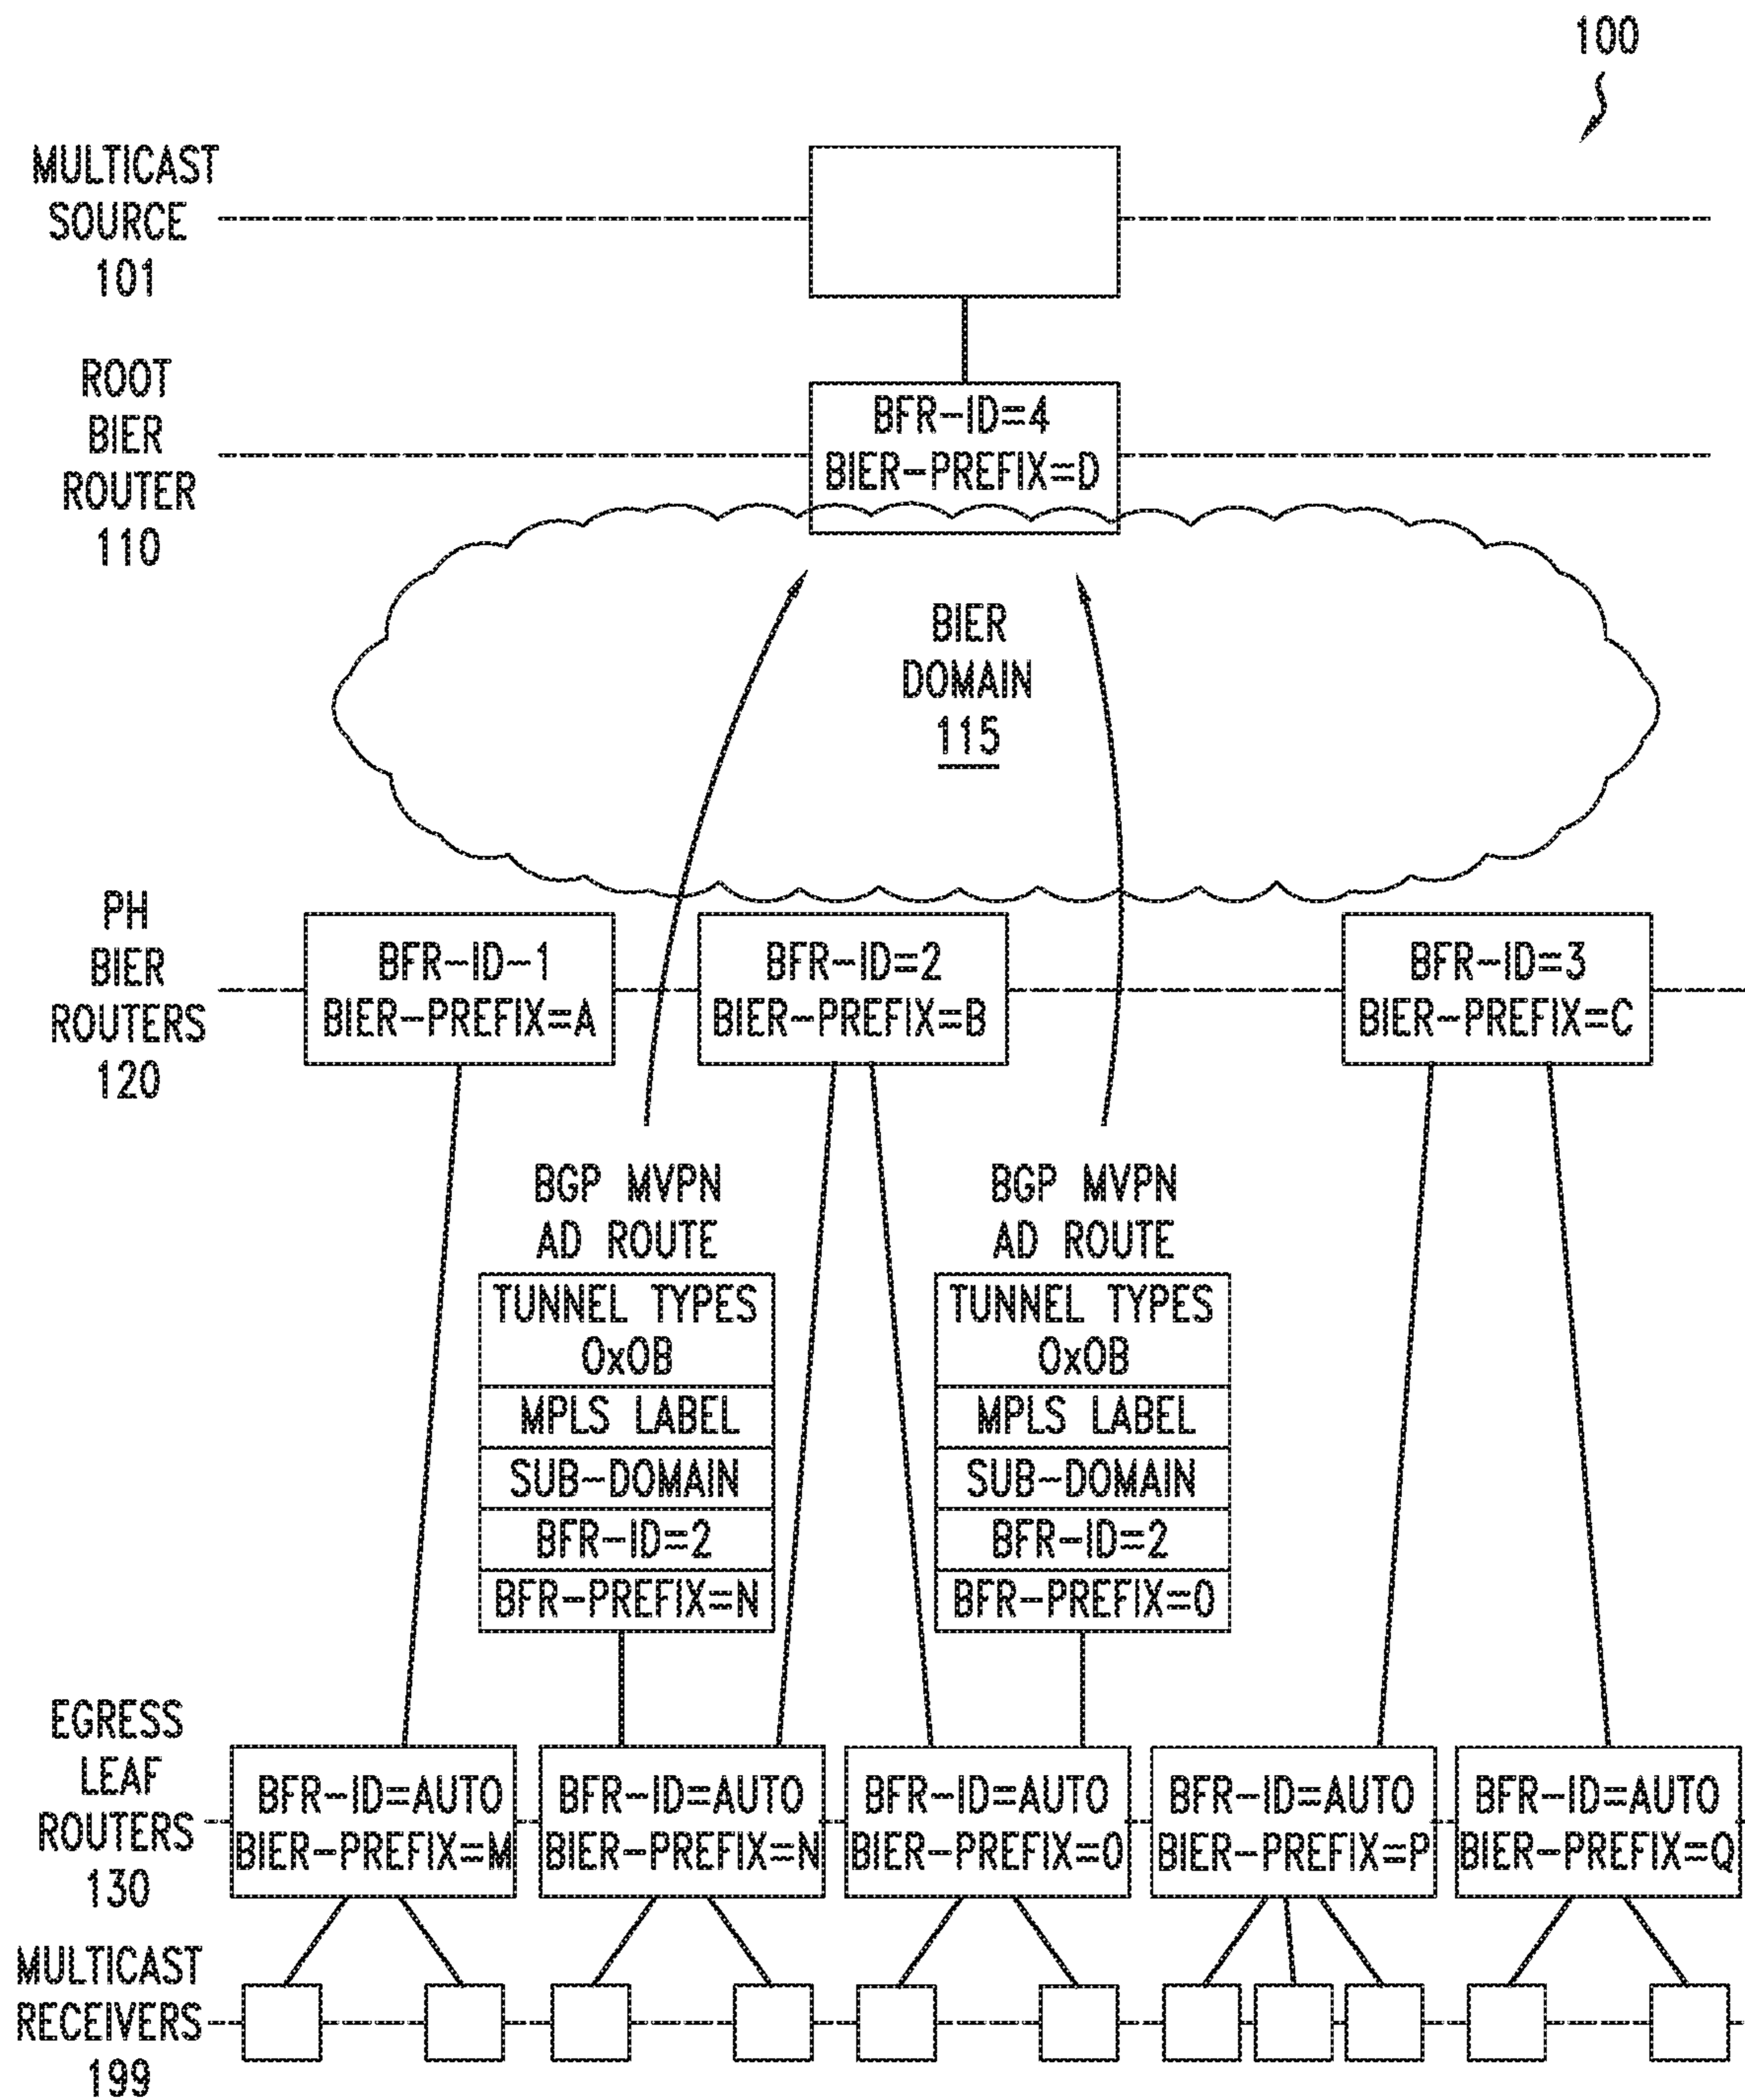 100
MULTICAST
SOURCE
101
ROOT
BIER
ROUTER
110
BFR-ID=4
BIER-PREFIX=D
BIER
DOMAIN
115
PH
BIER
ROUTERS
120
BFR-ID-1
BIER-PREFIX=A
BFR-ID=2
BIER-PREFIX=B
BFR-ID=3
BIER-PREFIX=C
BGP MVPN
AD ROUTE
TUNNEL TYPES
0x0B
MPLS LABEL
SUB-DOMAIN
BFR-ID=2
BFR-PREFIX=N
BGP MVPN
AD ROUTE
TUNNEL TYPES
0x0B
MPLS LABEL
SUB-DOMAIN
BFR-ID=2
BFR-PREFIX=O
EGRESS
LEAF
ROUTERS
130
BFR-ID=AUTO
BIER-PREFIX=M
BFR-ID=AUTO
BIER-PREFIX=N
BFR-ID=AUTO
BIER-PREFIX=O
BFR-ID=AUTO
BIER-PREFIX=P
BFR-ID=AUTO
BIER-PREFIX=Q
MULTICAST
RECEIVERS
199